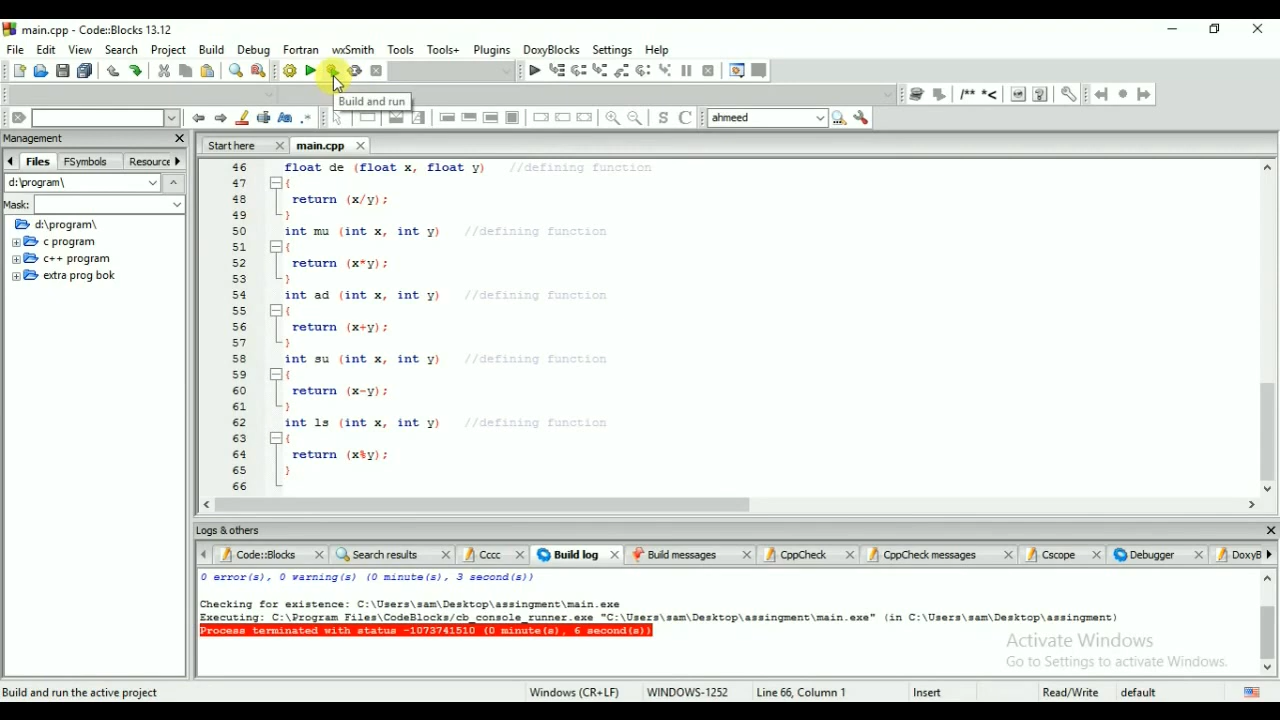 main.cpp - Code::Blocks 13.12
File Edit View Search Project Build Debug Fortran wxSmith Tools Tools+ Plugins DoxyBlocks Settings Help
/** *<
Build and run
ahmeed
Management
Start here main.cpp
Files FSymbols Resource
d:\program\
Mask:
d:\program\
c program
c++ program
extra prog bok
46 float de (float x, float y) //defining function
47 {
48 return (x/y);
49 }
50 int mu (int x, int y) //defining function
51 {
52 return (x*y);
53 }
54 int ad (int x, int y) //defining function
55 {
56 return (x+y);
57 }
58 int su (int x, int y) //defining function
59 {
60 return (x-y);
61 }
62 int ls (int x, int y) //defining function
63 {
64 return (x%y);
65 }
66
Logs & others
Code::Blocks Search results Cccc Build log Build messages CppCheck CppCheck messages Cscope Debugger DoxyB
0 error(s), 0 warning(s) (0 minute(s), 3 second(s))
Checking for existence: C:\Users\sam\Desktop\assingment\main.exe
Executing: C:\Program Files\CodeBlocks/cb_console_runner.exe "C:\Users\sam\Desktop\assingment\main.exe" (in C:\Users\sam\Desktop\assingment)
Process terminated with status -1073741510 (0 minute(s), 6 second(s))
Activate Windows
Go to Settings to activate Windows.
Build and run the active project Windows (CR+LF) WINDOWS-1252 Line 66, Column 1 Insert Read/Write default